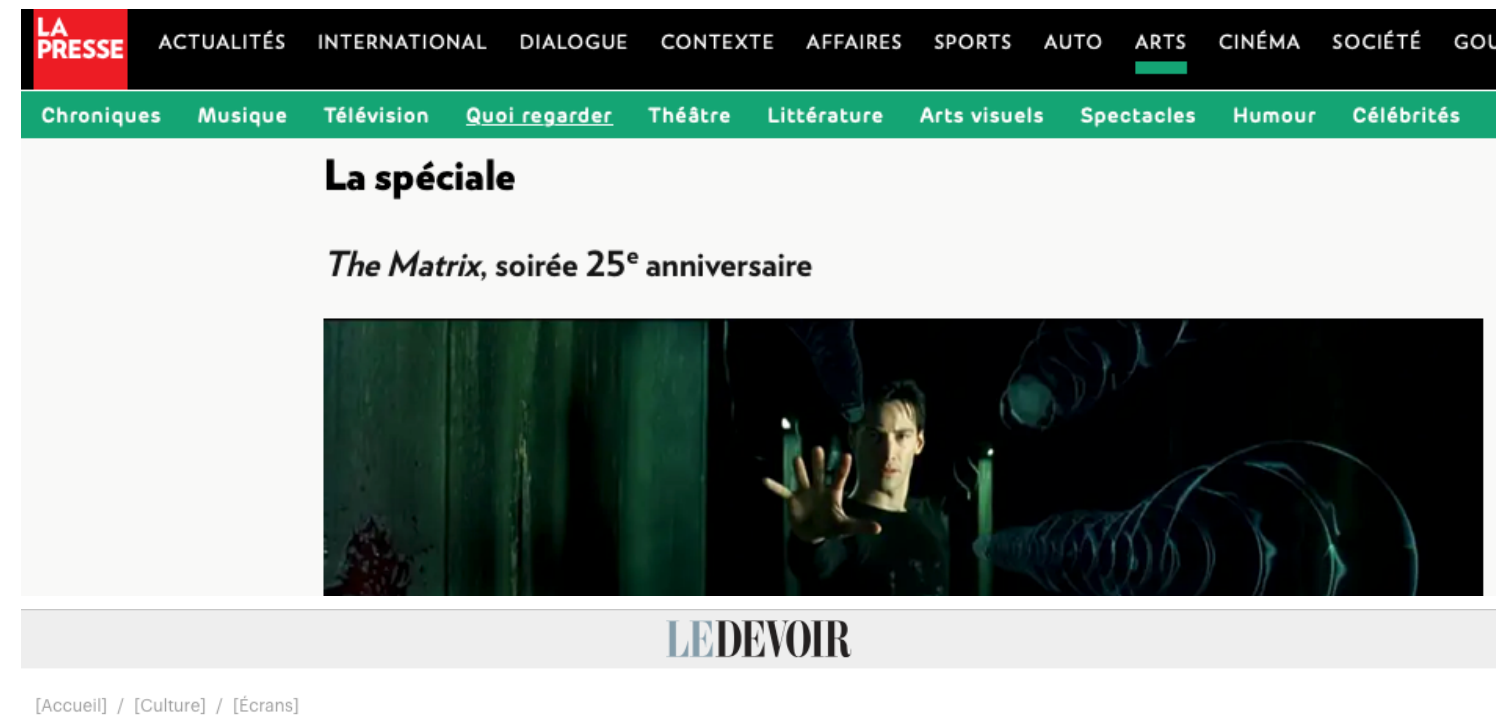 LA
PRESSE
ACTUALITÉS INTERNATIONAL DIALOGUE CONTEXTE AFFAIRES SPORTS AUTO ARTS CINÉMA SOCIÉTÉ GOU
Chroniques Musique Télévision Quoi regarder Théâtre Littérature Arts visuels Spectacles Humour Célébrités
La spéciale
The Matrix, soirée 25e anniversaire
LEDEVOIR
[Accueil] / [Culture] / [Écrans]